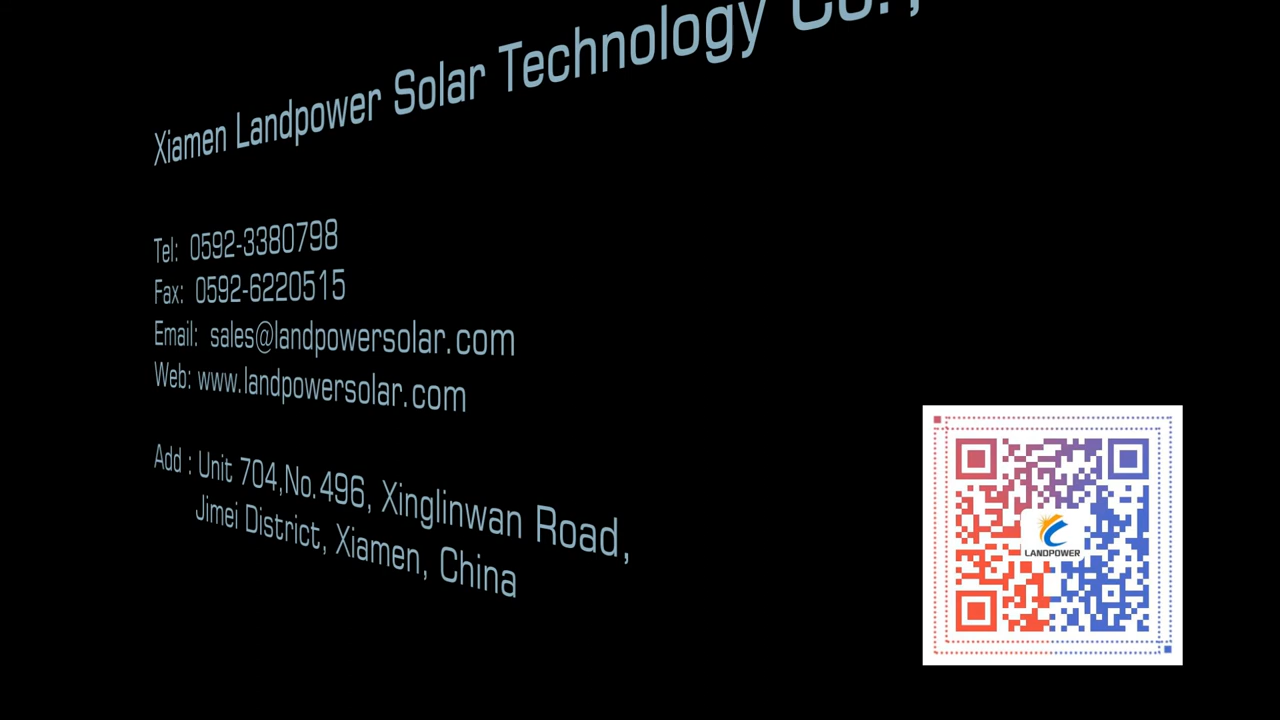 Xiamen Landpower Solar Technology Co.,
Tel: 0592-3380798
Fax: 0592-6220515
Email: sales@landpowersolar.com
Web: www.landpowersolar.com
Add : Unit 704,No.496, Xinglinwan Road,
Jimei District, Xiamen, China
LANDPOWER